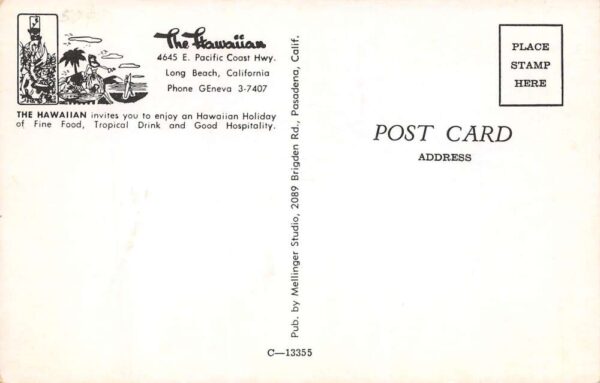 The Hawaiian
4645 E. Pacific Coast Hwy.
Long Beach, California
Phone GEneva 3-7407
THE HAWAIIAN invites you to enjoy an Hawaiian Holiday
of Fine Food, Tropical Drink and Good Hospitality.
Pub. by Mellinger Studio, 2089 Brigden Rd., Pasadena, Calif.
C—13355
PLACE
STAMP
HERE
POST CARD
ADDRESS